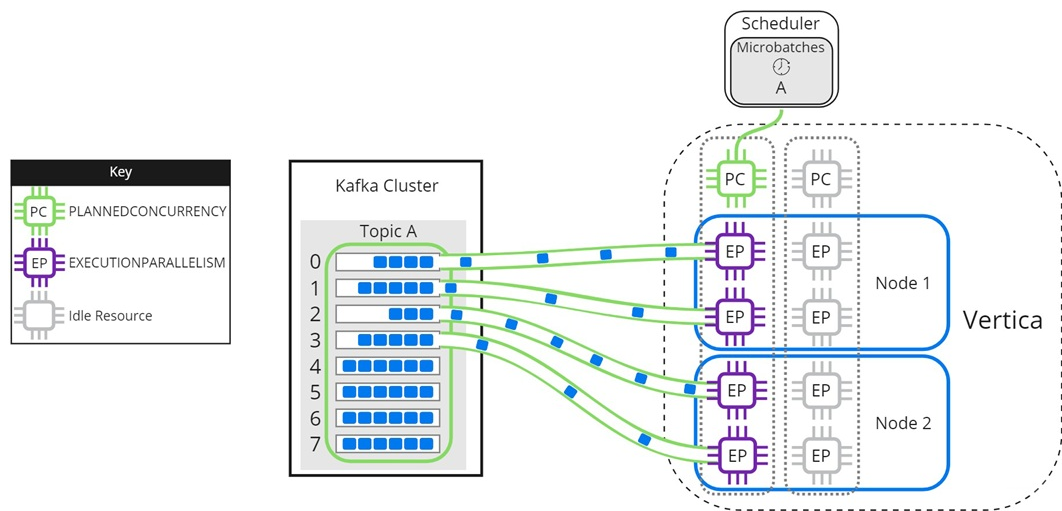 Scheduler
Microbatches
A
Key
PC PLANNEDCONCURRENCY
EP EXECUTIONPARALLELISM
Idle Resource
Kafka Cluster
Topic A
0
1
2
3
4
5
6
7
PC PC
EP EP
Node 1
EP EP
Vertica
EP EP
Node 2
EP EP